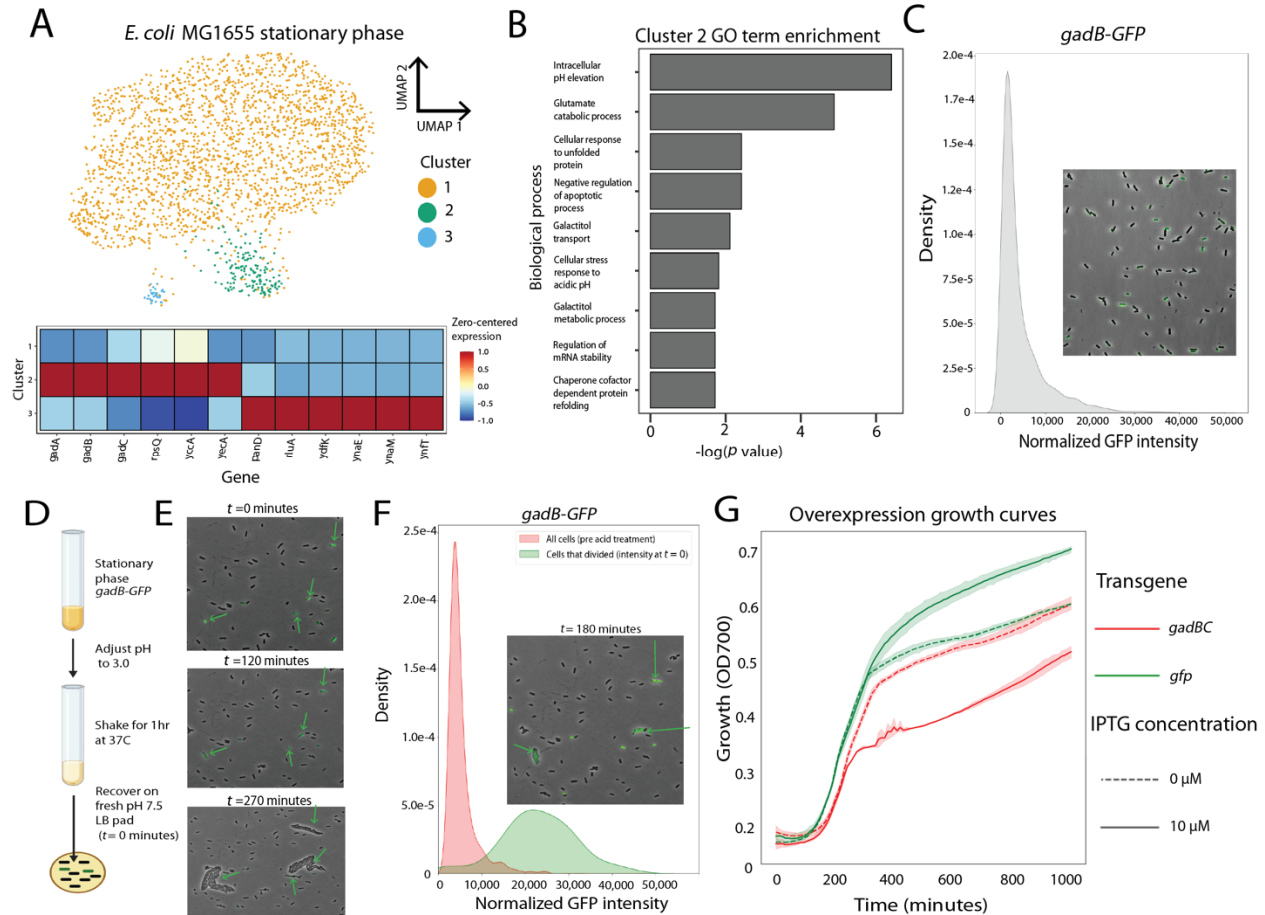 A
E. coli MG1655 stationary phase
UMAP 2
UMAP 1
Cluster
1
2
3
Zero-centered
expression
1.0
0.5
0.0
-0.5
-1.0
Cluster
1
2
3
gadA
gadB
gadC
rpsQ
yccA
yecA
panD
rluA
ydfK
ynaE
ynaM
ynfT
Gene
B
Cluster 2 GO term enrichment
Biological process
Intracellular
pH elevation
Glutamate
catabolic process
Cellular response
to unfolded
protein
Negative regulation
of apoptotic
process
Galactitol
transport
Cellular stress
response to
acidic pH
Galactitol
metabolic process
Regulation of
mRNA stability
Chaperone cofactor
dependent protein
refolding
0
2
4
6
-log(p value)
C
gadB-GFP
Density
1.9e-4
1.7e-4
1.2e-4
1.0e-4
7.5e-5
5.0e-5
2.5e-5
0
0
10,000
20,000
30,000
40,000
50,000
Normalized GFP intensity
D
Stationary
phase
gadB-GFP
Adjust pH
to 3.0
Shake for 1hr
at 37C
Recover on
fresh pH 7.5
LB pad
(t = 0 minutes)
E
t =0 minutes
t =120 minutes
t =270 minutes
F
gadB-GFP
All cells (pre acid treatment)
Cells that divided (intensity at t = 0)
t= 180 minutes
Density
2.5e-4
2.0e-4
1.5e-4
1.0e-4
5.0e-5
0
0
10,000
20,000
30,000
40,000
50,000
Normalized GFP intensity
G
Overexpression growth curves
Growth (OD700)
0.7
0.6
0.5
0.4
0.3
0.2
0
200
400
600
800
1000
Time (minutes)
Transgene
gadBC
gfp
IPTG concentration
0 μM
10 μM